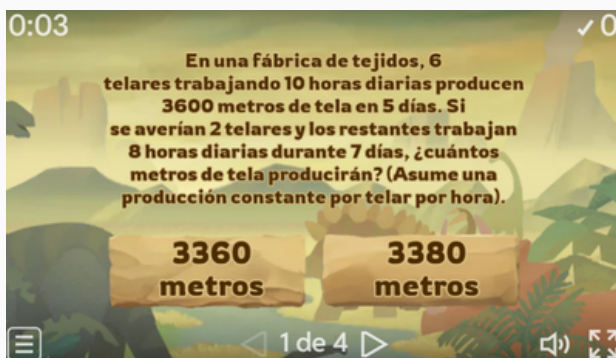 0:03
✓ 0
En una fábrica de tejidos, 6
telares trabajando 10 horas diarias producen
3600 metros de tela en 5 días. Si
se averían 2 telares y los restantes trabajan
8 horas diarias durante 7 días, ¿cuántos
metros de tela producirán? (Asume una
producción constante por telar por hora).
3360
metros
3380
metros
1 de 4